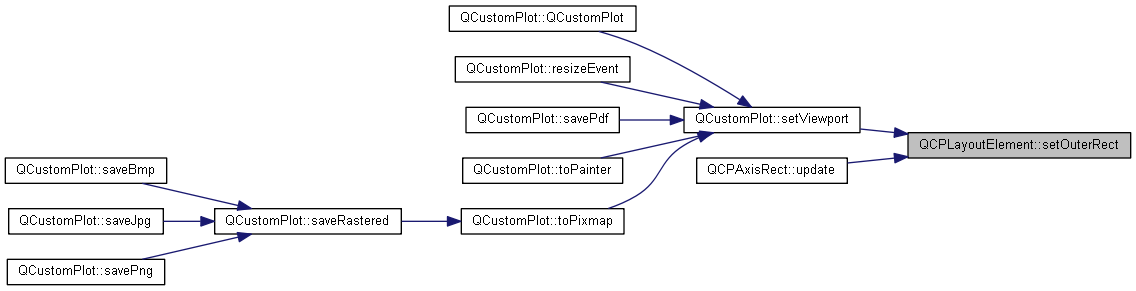 QCustomPlot::QCustomPlot
QCustomPlot::resizeEvent
QCustomPlot::savePdf
QCustomPlot::setViewport
QCPLayoutElement::setOuterRect
QCustomPlot::saveBmp
QCustomPlot::toPainter
QCPAxisRect::update
QCustomPlot::saveJpg
QCustomPlot::saveRastered
QCustomPlot::toPixmap
QCustomPlot::savePng